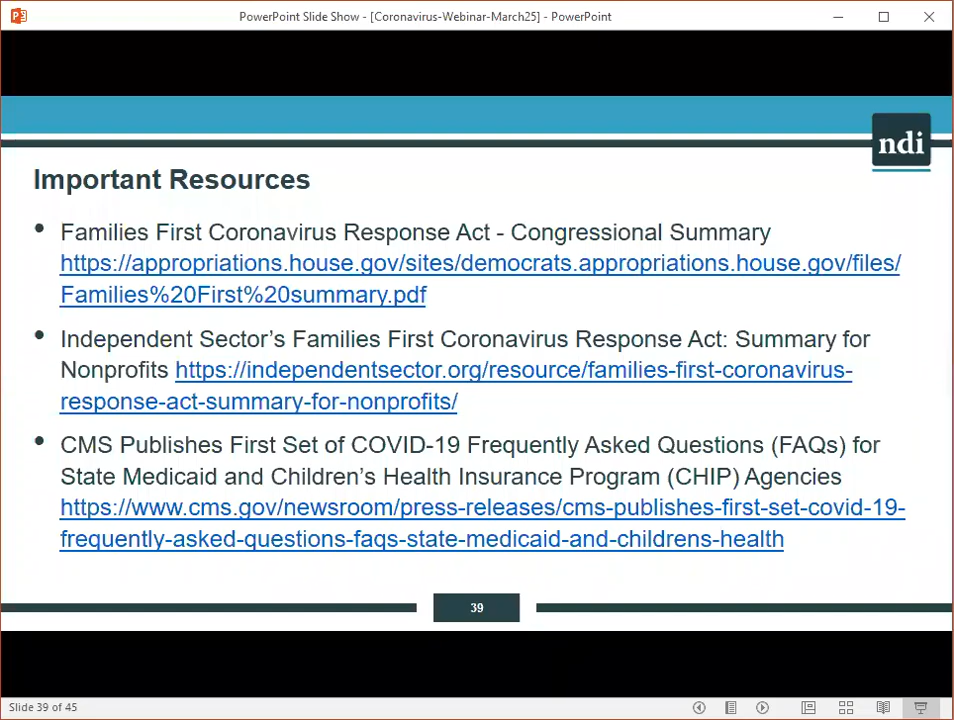 PowerPoint Slide Show - [Coronavirus-Webinar-March25] - PowerPoint
ndi
Important Resources
• Families First Coronavirus Response Act - Congressional Summary
https://appropriations.house.gov/sites/democrats.appropriations.house.gov/files/
Families%20First%20summary.pdf
• Independent Sector’s Families First Coronavirus Response Act: Summary for
Nonprofits https://independentsector.org/resource/families-first-coronavirus-
response-act-summary-for-nonprofits/
• CMS Publishes First Set of COVID-19 Frequently Asked Questions (FAQs) for
State Medicaid and Children’s Health Insurance Program (CHIP) Agencies
https://www.cms.gov/newsroom/press-releases/cms-publishes-first-set-covid-19-
frequently-asked-questions-faqs-state-medicaid-and-childrens-health
39
Slide 39 of 45